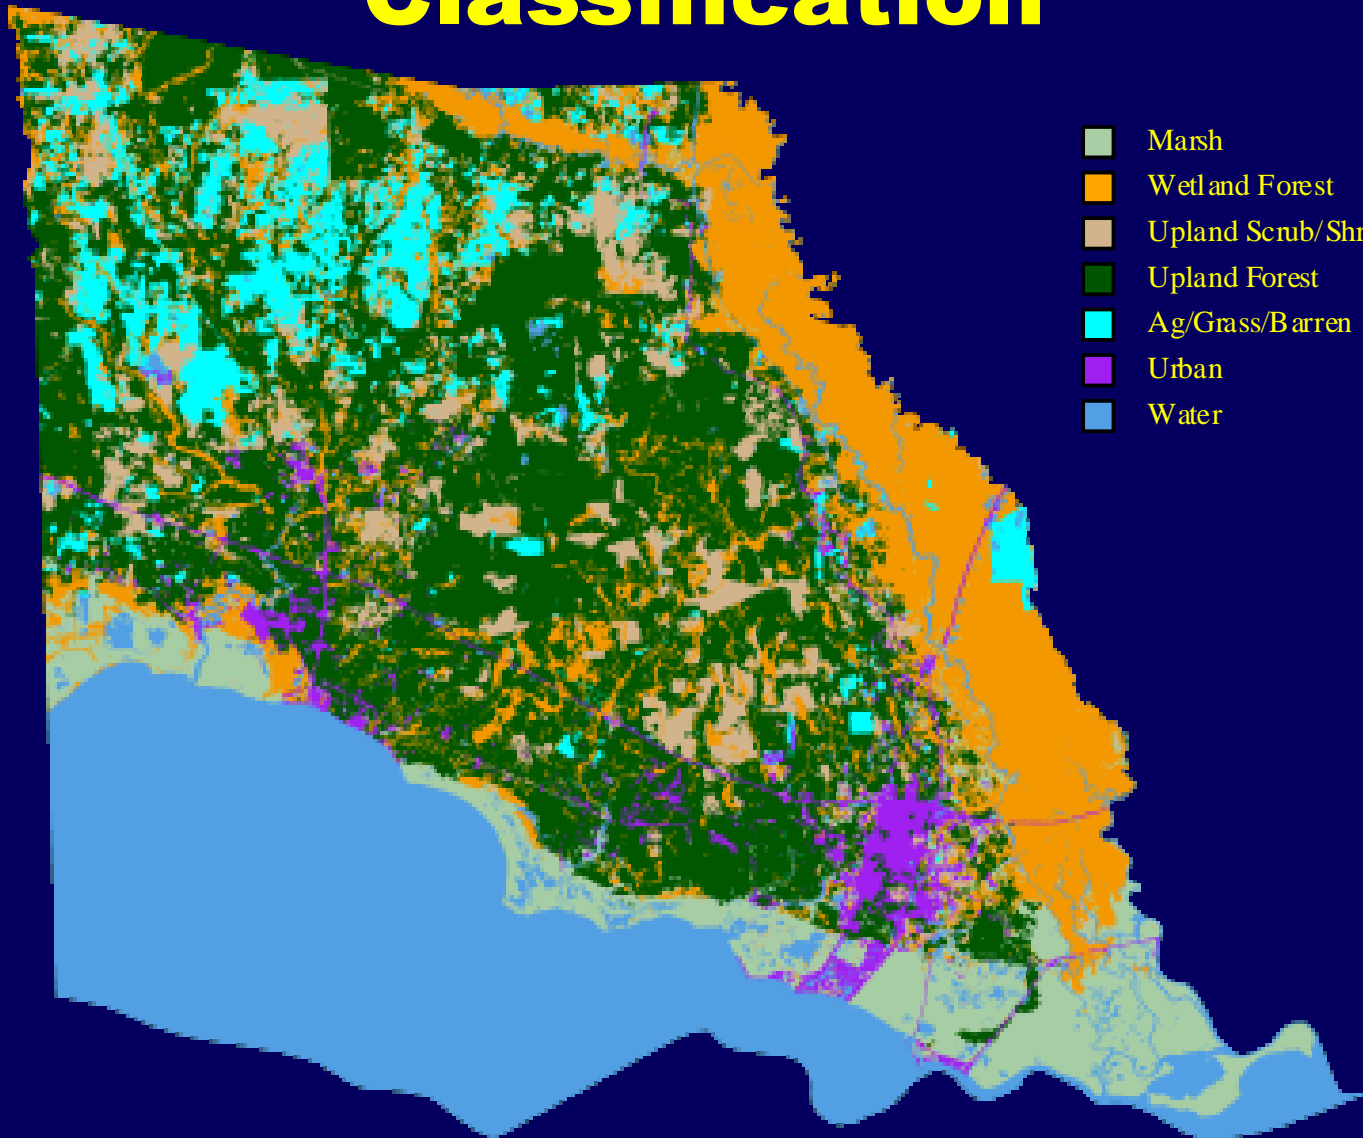 Classification
Marsh
Wetland Forest
Upland Scrub/Shr
Upland Forest
Ag/Grass/Barren
Urban
Water